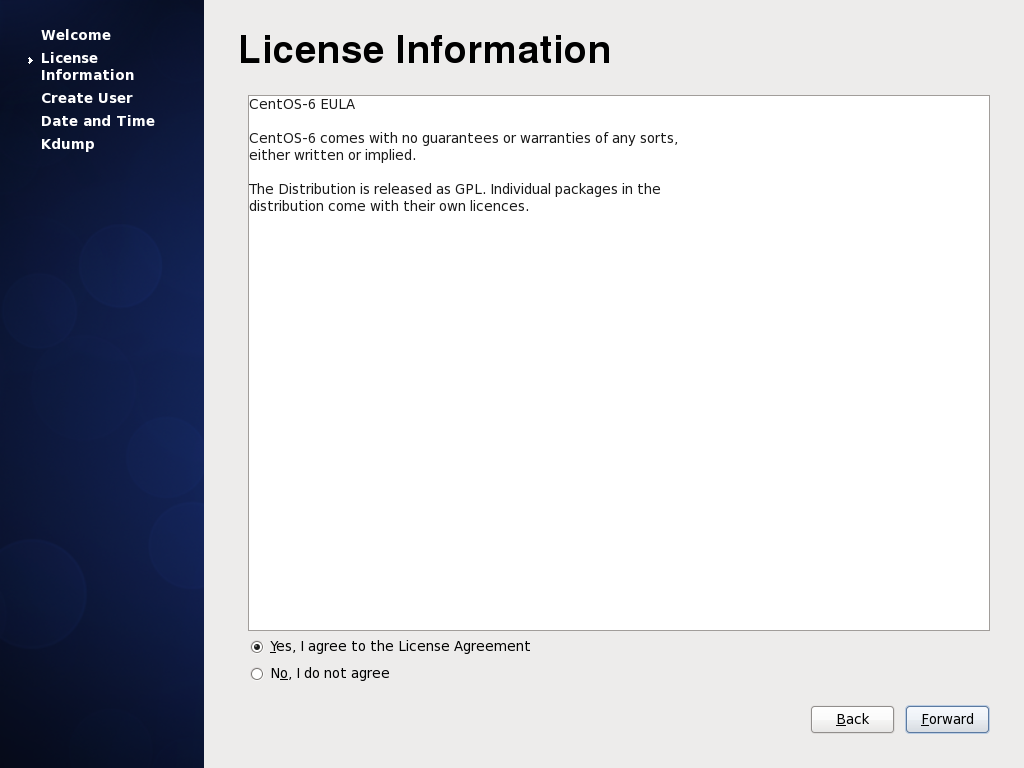 Welcome
License
Information
Create User
Date and Time
Kdump
License Information
CentOS-6 EULA
CentOS-6 comes with no guarantees or warranties of any sorts,
either written or implied.
The Distribution is released as GPL. Individual packages in the
distribution come with their own licences.
Yes, I agree to the License Agreement
No, I do not agree
Back
Forward